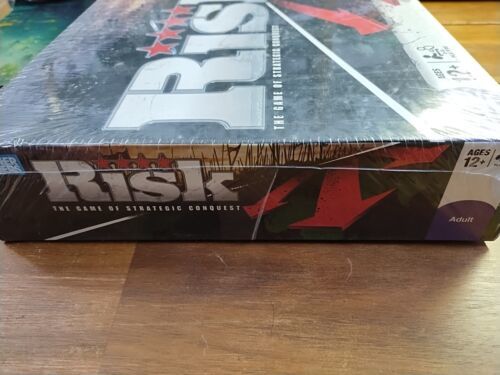 RISK
THE GAME OF STRATEGIC CONQUEST
AGES
12+
RISK
THE GAME OF STRATEGIC CONQUEST
AGES
12+/
Adult